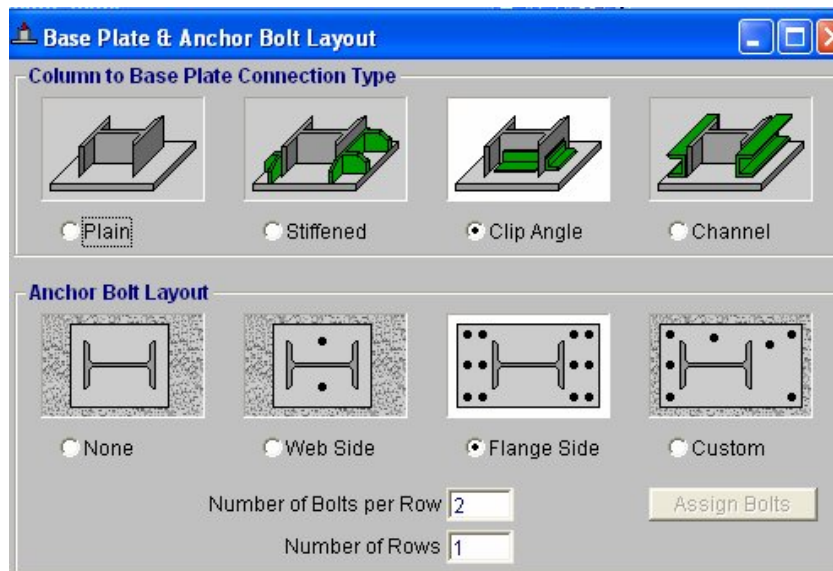 Base Plate & Anchor Bolt Layout
Column to Base Plate Connection Type
Plain Stiffened Clip Angle Channel
Anchor Bolt Layout
None Web Side Flange Side Custom
Number of Bolts per Row 2 Assign Bolts
Number of Rows 1